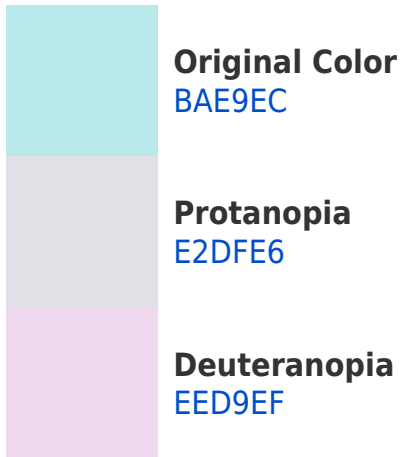 Original Color
BAE9EC
Protanopia
E2DFE6
Deuteranopia
EED9EF